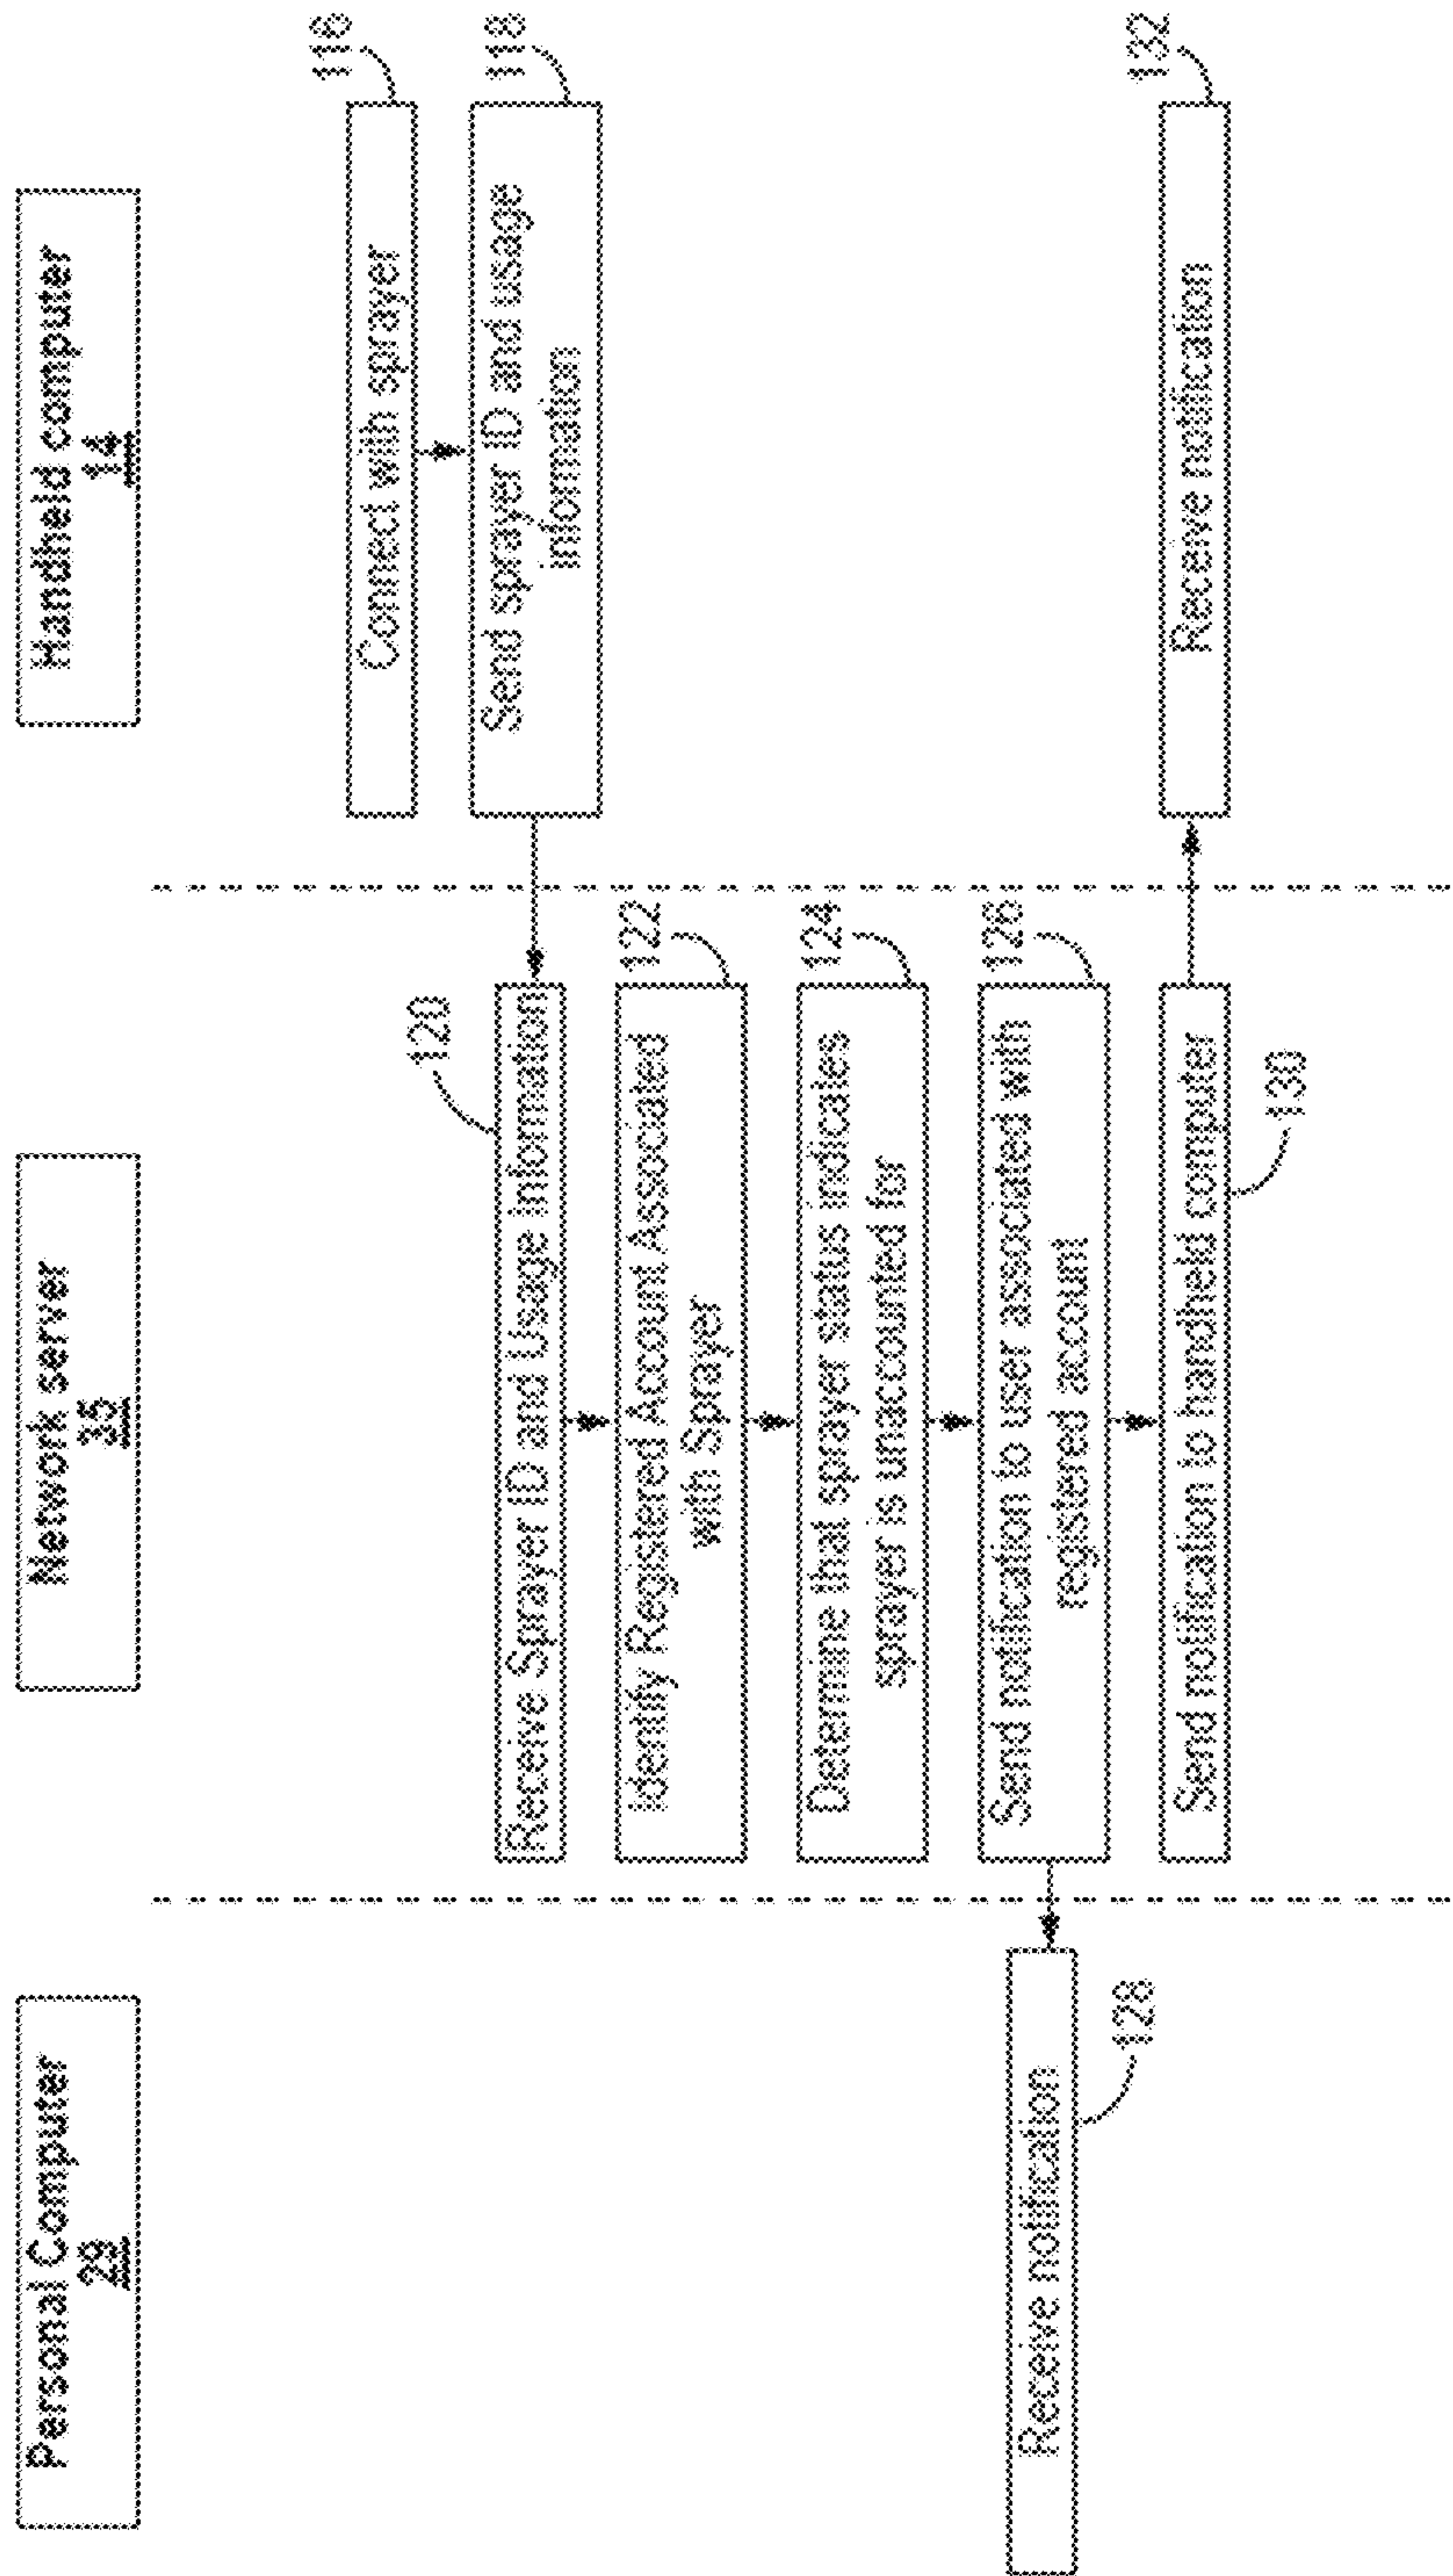 Personal Computer
29
Network server
35
Handheld computer
14
116
Connect with sprayer
118
Send sprayer ID and usage
information
120
Receive Sprayer ID and Usage Information
122
Identify Registered Account Associated
with Sprayer
124
Determine that sprayer status indicates
sprayer is unaccounted for
126
Send notification to user associated with
registered account
Receive notification
128
Send notification to handheld computer
130
132
Receive notification